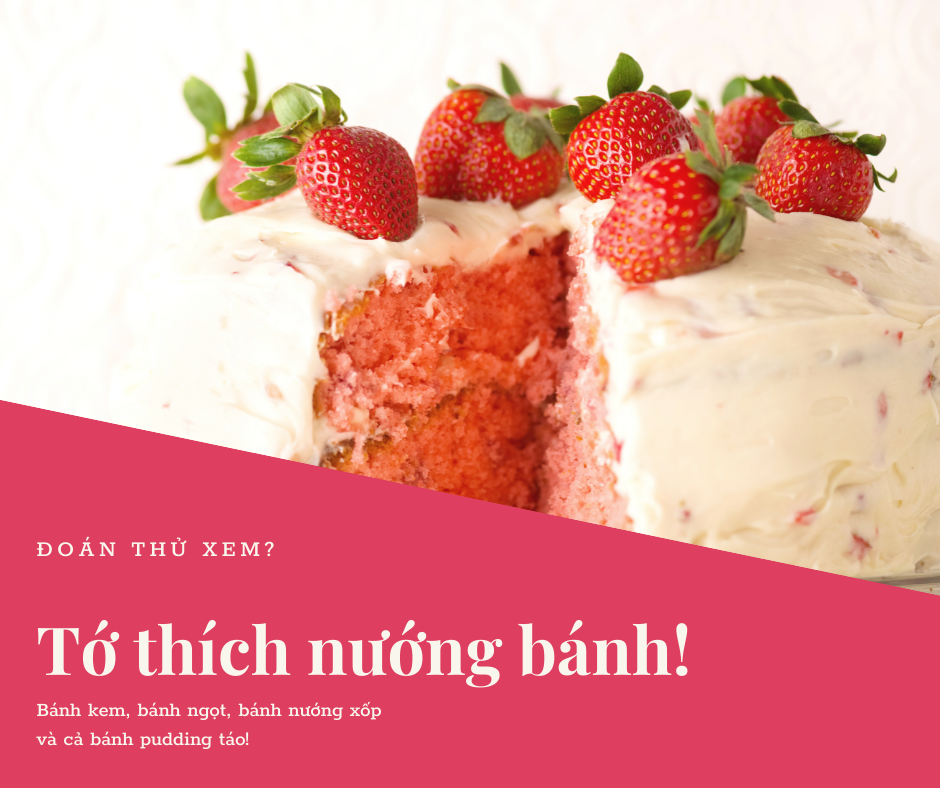 ĐOÁN THỬ XEM?
Tớ thích nướng bánh!
Bánh kem, bánh ngọt, bánh nướng xốp
và cả bánh pudding táo!